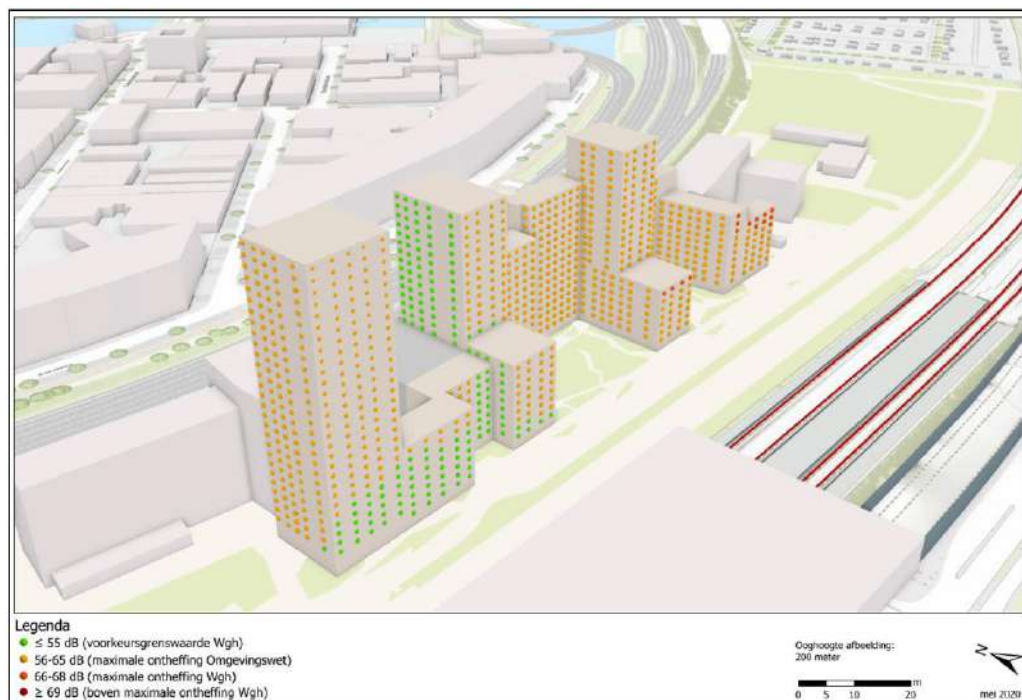 Legenda
≤ 55 dB (voorkeursgrenswaarde Wgh)
56-65 dB (maximale ontheffing Omgevingswet)
66-68 dB (maximale ontheffing Wgh)
≥ 69 dB (boven maximale ontheffing Wgh)
Ooghoogte afbeelding:
200 meter
N
m
0 5 10 20
mei 2020